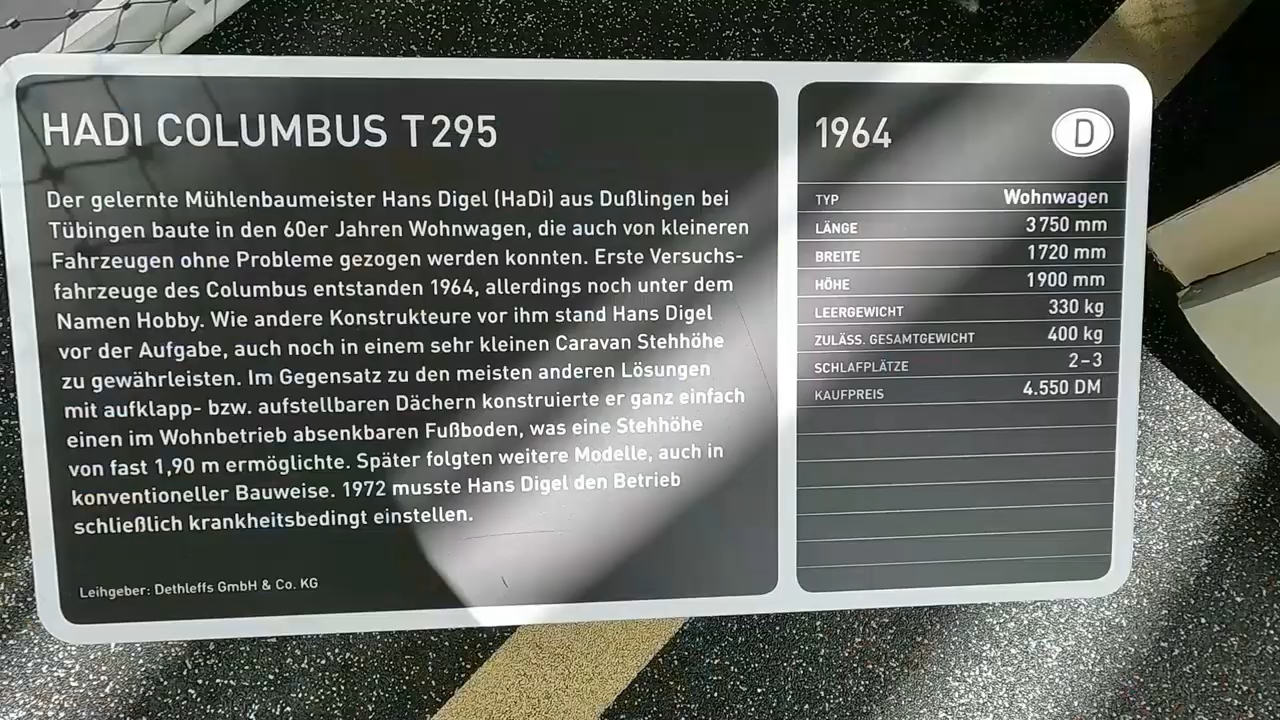 HADI COLUMBUS T 295
Der gelernte Mühlenbaumeister Hans Digel (HaDi) aus Dußlingen bei
Tübingen baute in den 60er Jahren Wohnwagen, die auch von kleineren
Fahrzeugen ohne Probleme gezogen werden konnten. Erste Versuchs-
fahrzeuge des Columbus entstanden 1964, allerdings noch unter dem
Namen Hobby. Wie andere Konstrukteure vor ihm stand Hans Digel
vor der Aufgabe, auch noch in einem sehr kleinen Caravan Stehhöhe
zu gewährleisten. Im Gegensatz zu den meisten anderen Lösungen
mit aufklapp- bzw. aufstellbaren Dächern konstruierte er ganz einfach
einen im Wohnbetrieb absenkbaren Fußboden, was eine Stehhöhe
von fast 1,90 m ermöglichte. Später folgten weitere Modelle, auch in
konventioneller Bauweise. 1972 musste Hans Digel den Betrieb
schließlich krankheitsbedingt einstellen.
Leihgeber: Dethleffs GmbH & Co. KG
1964 D
TYP Wohnwagen
LÄNGE 3 750 mm
BREITE 1 720 mm
HÖHE 1 900 mm
LEERGEWICHT 330 kg
ZULÄSS. GESAMTGEWICHT 400 kg
SCHLAFPLÄTZE 2–3
KAUFPREIS 4.550 DM